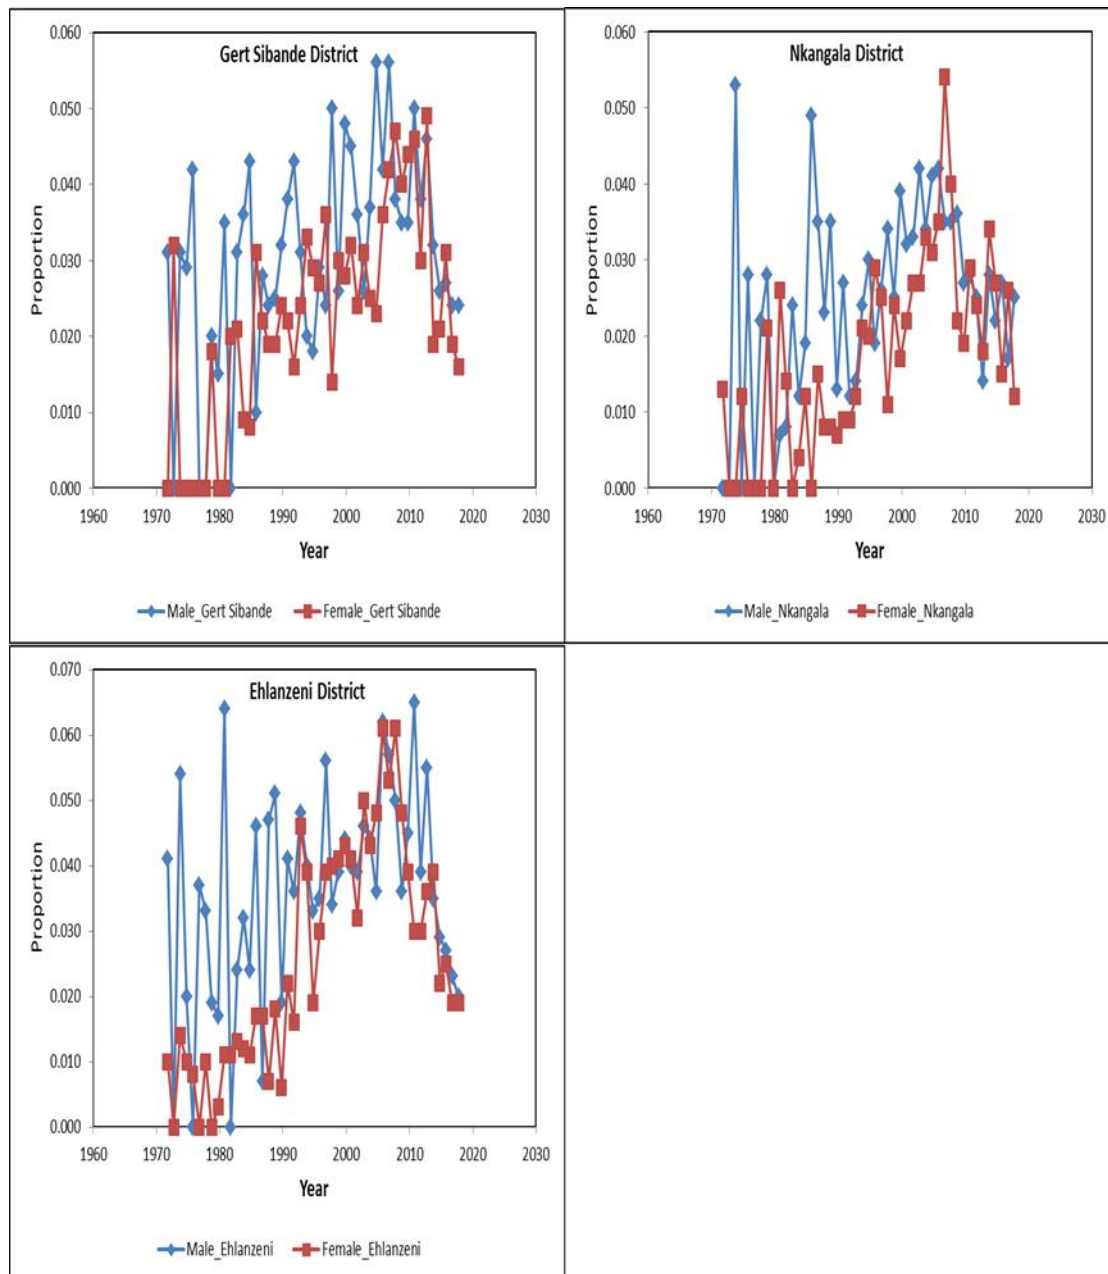 Gert Sibande District
0.060
0.050
0.040
0.030
0.020
0.010
0.000
Proportion
1960 1970 1980 1990 2000 2010 2020 2030
Year
Male_Gert Sibande Female_Gert Sibande
Nkangala District
0.060
0.050
0.040
0.030
0.020
0.010
0.000
Proportion
1960 1970 1980 1990 2000 2010 2020 2030
Year
Male_Nkangala Female_Nkangala
Ehlanzeni District
0.070
0.060
0.050
0.040
0.030
0.020
0.010
0.000
Proportion
1960 1970 1980 1990 2000 2010 2020 2030
Year
Male_Ehlanzeni Female_Ehlanzeni